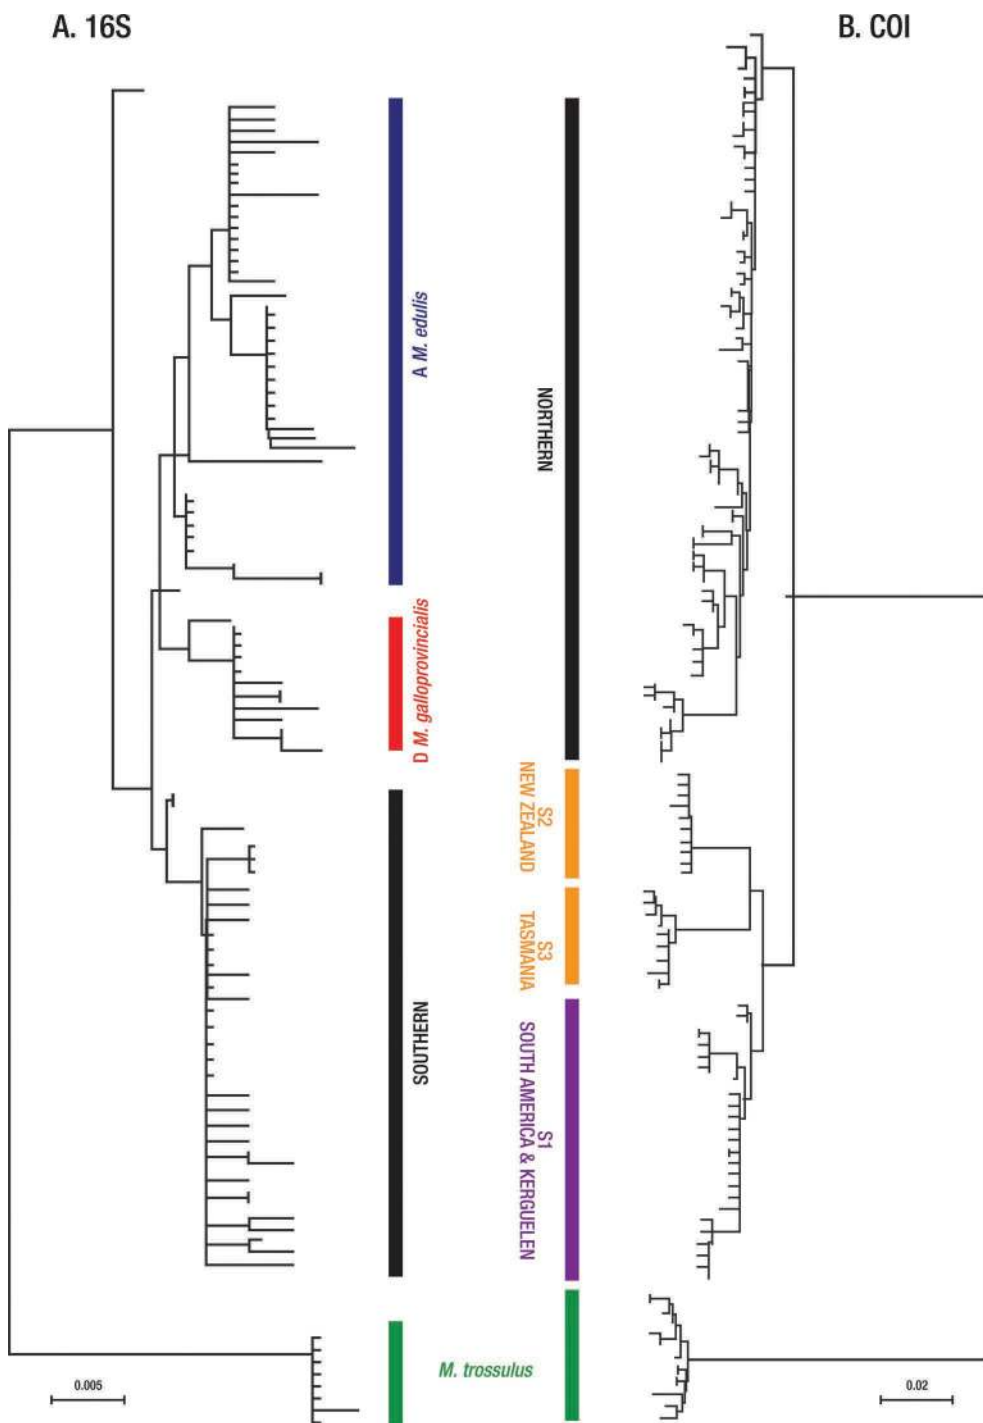 A. 16S
B. COI
A M. edulis
NORTHERN
D M. galloprovincialis
S2
NEW ZEALAND
S3
TASMANIA
SOUTHERN
S1
SOUTH AMERICA & KERGUELEN
M. trossulus
0.005
0.02